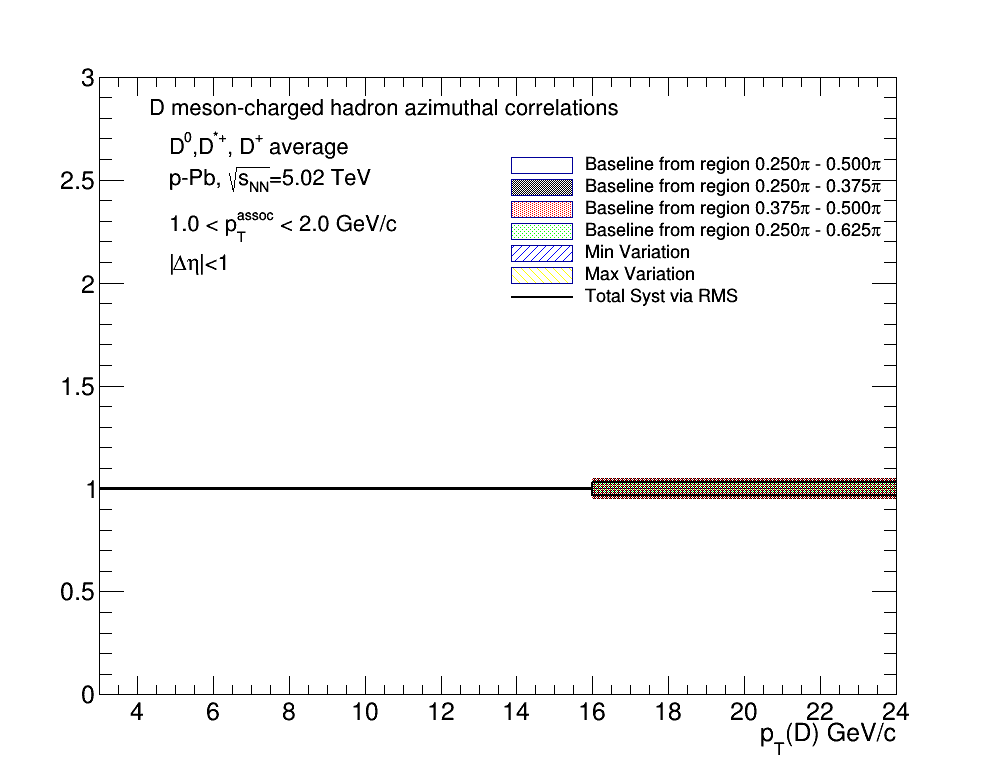 D meson-charged hadron azimuthal correlations
D⁰,D*⁺, D⁺ average
p-Pb, √sNN=5.02 TeV
1.0 < pTassoc < 2.0 GeV/c
|Δη|<1
Baseline from region 0.250π - 0.500π
Baseline from region 0.250π - 0.375π
Baseline from region 0.375π - 0.500π
Baseline from region 0.250π - 0.625π
Min Variation
Max Variation
Total Syst via RMS
3
2.5
2
1.5
1
0.5
0
4 6 8 10 12 14 16 18 20 22 24
pT(D) GeV/c